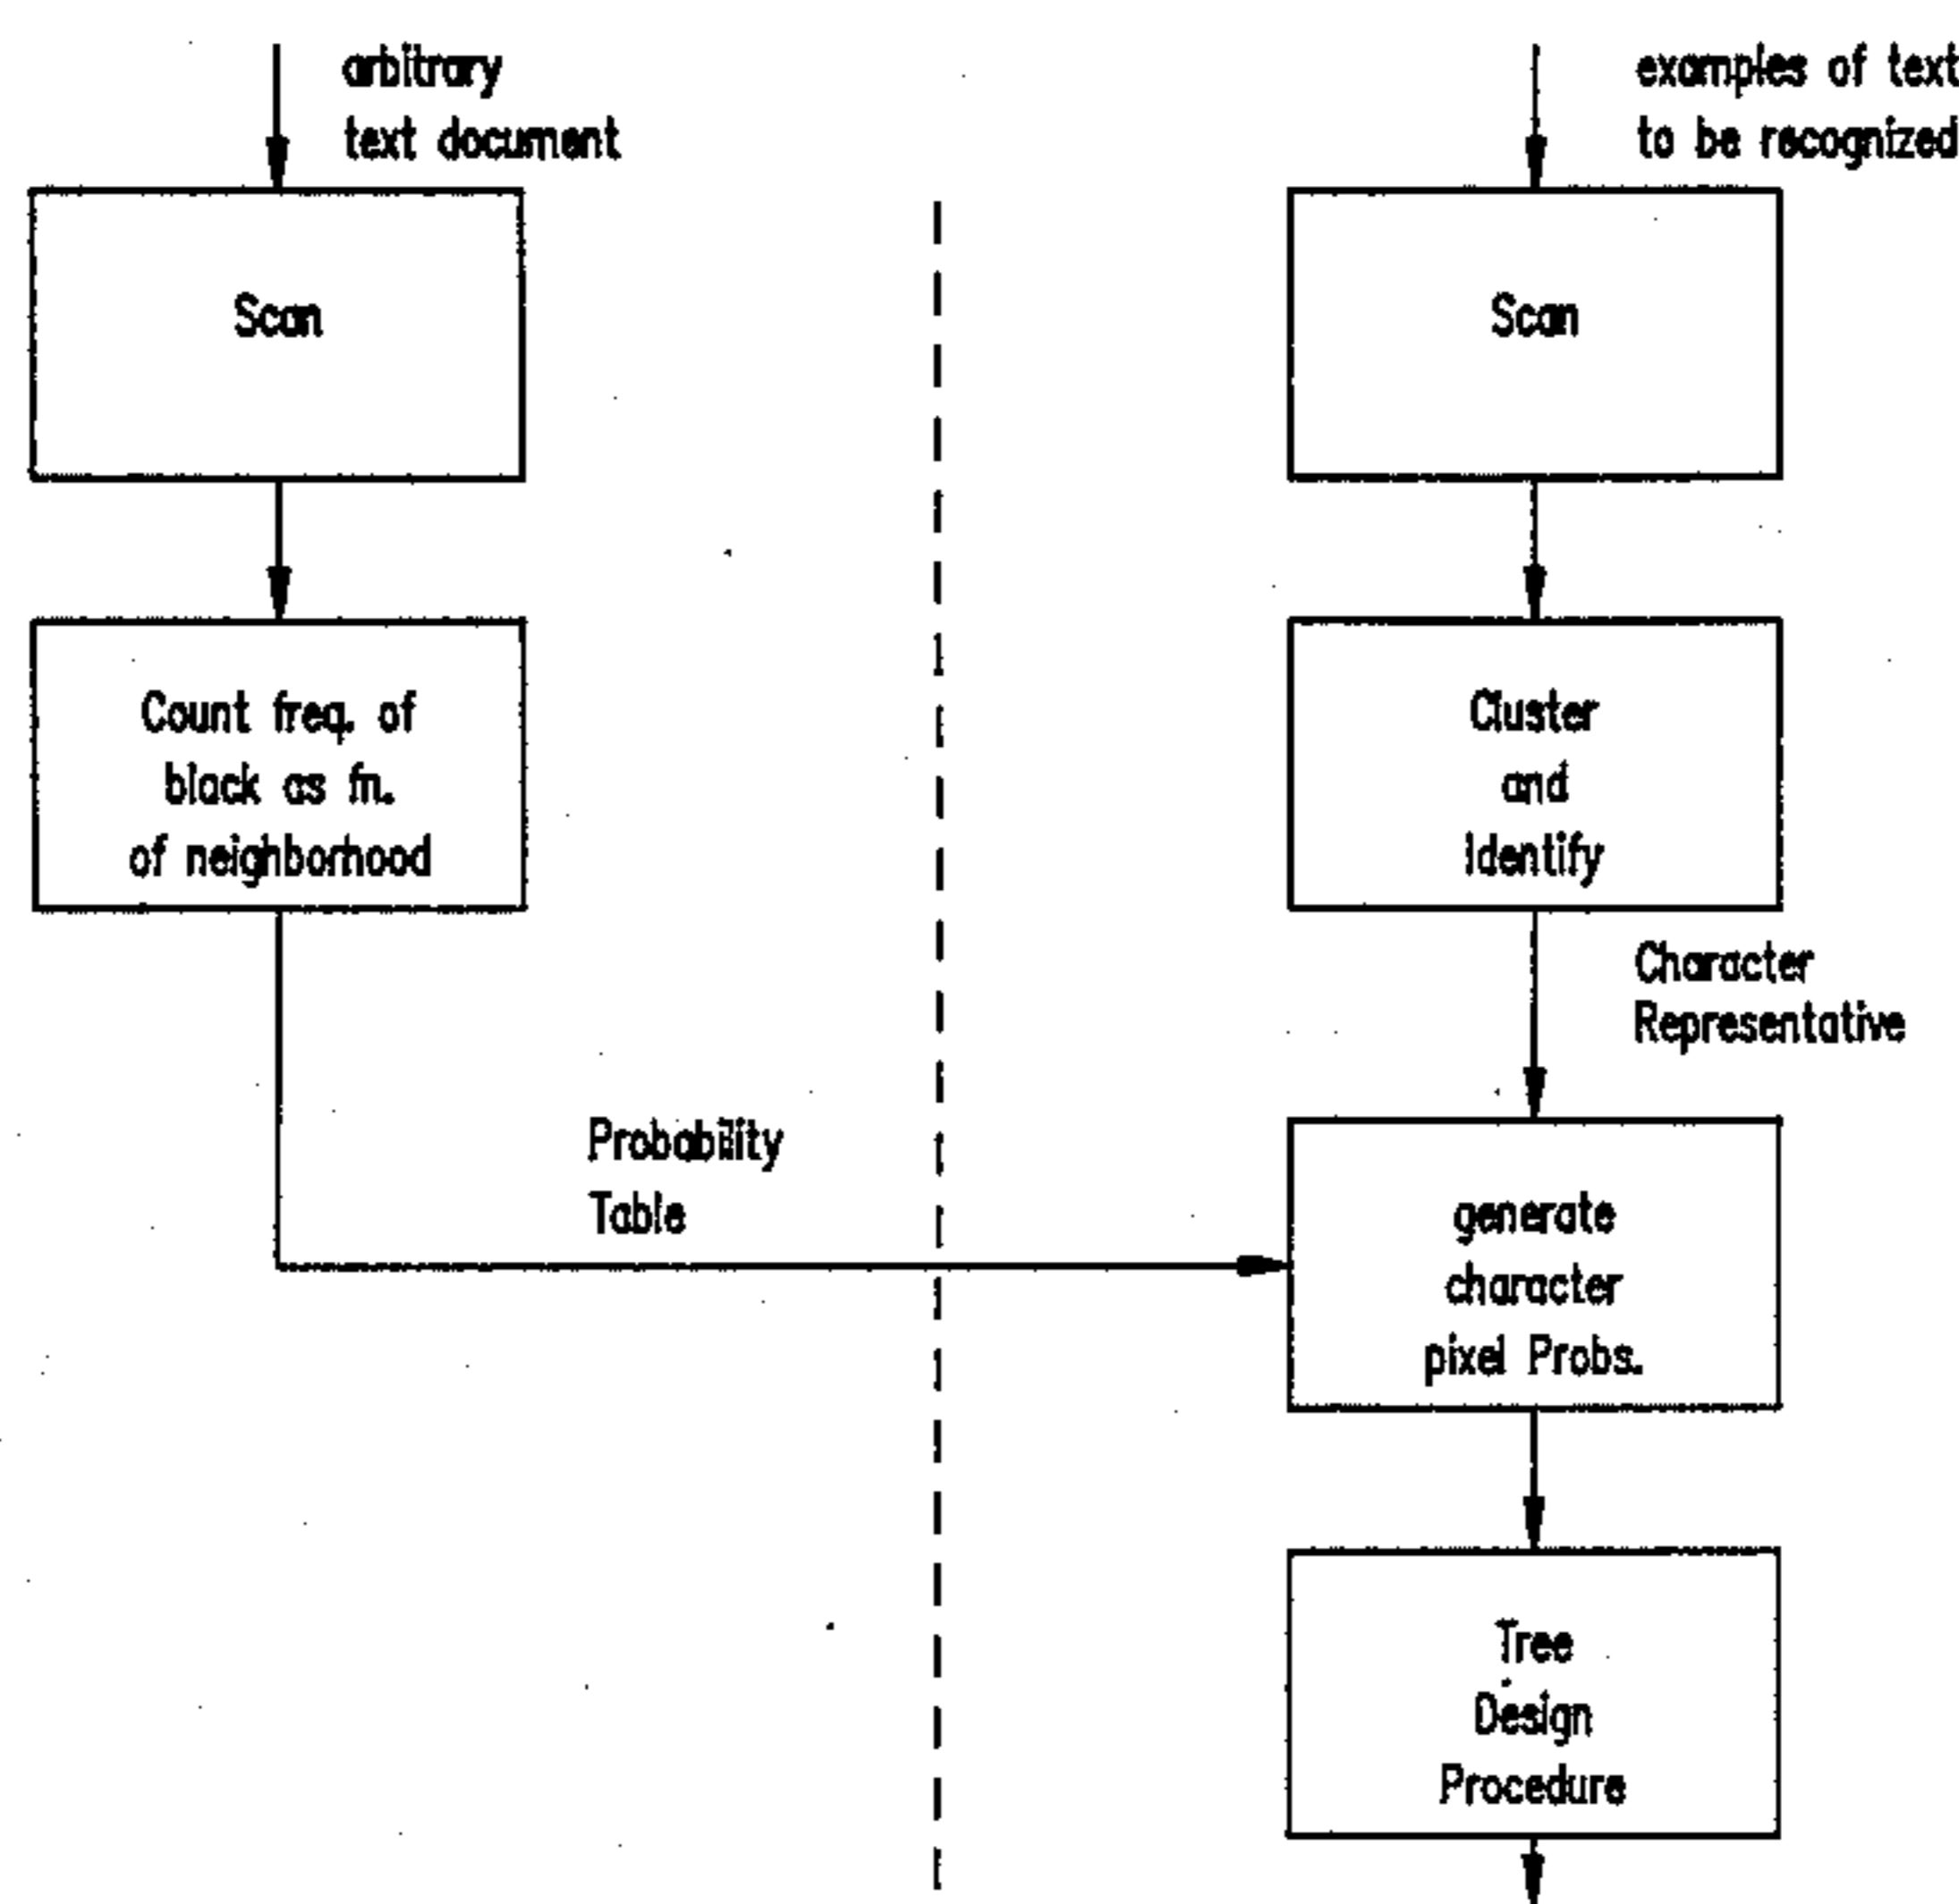 arbitrary
text document
Scan
Count freq. of
black as fn.
of neighborhood
Probability
Table
examples of text
to be recognized
Scan
Cluster
and
Identify
Character
Representative
generate
character
pixel Probs.
Tree
Design
Procedure